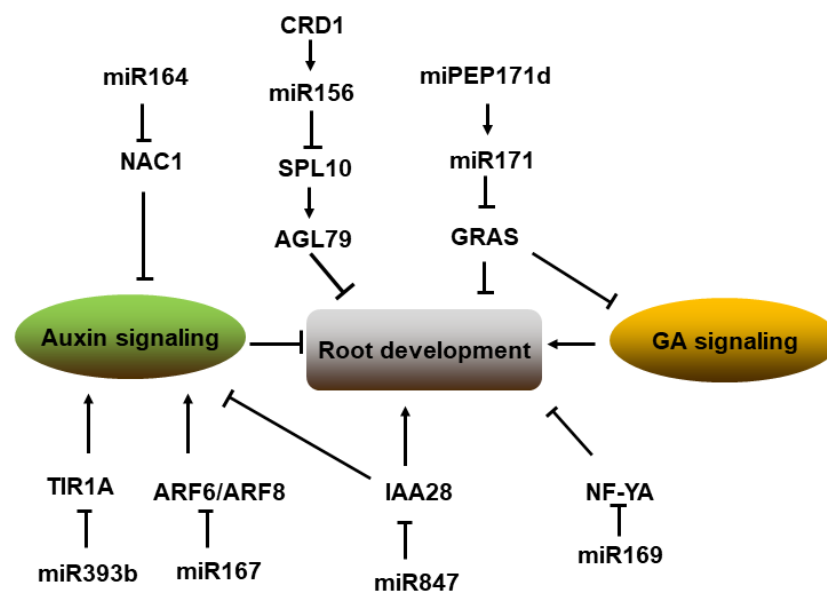 CRD1
miR164
miR156
miPEP171d
NAC1
SPL10
miR171
AGL79
GRAS
Auxin signaling
Root development
GA signaling
TIR1A
ARF6/ARF8
IAA28
NF-YA
miR393b
miR167
miR847
miR169